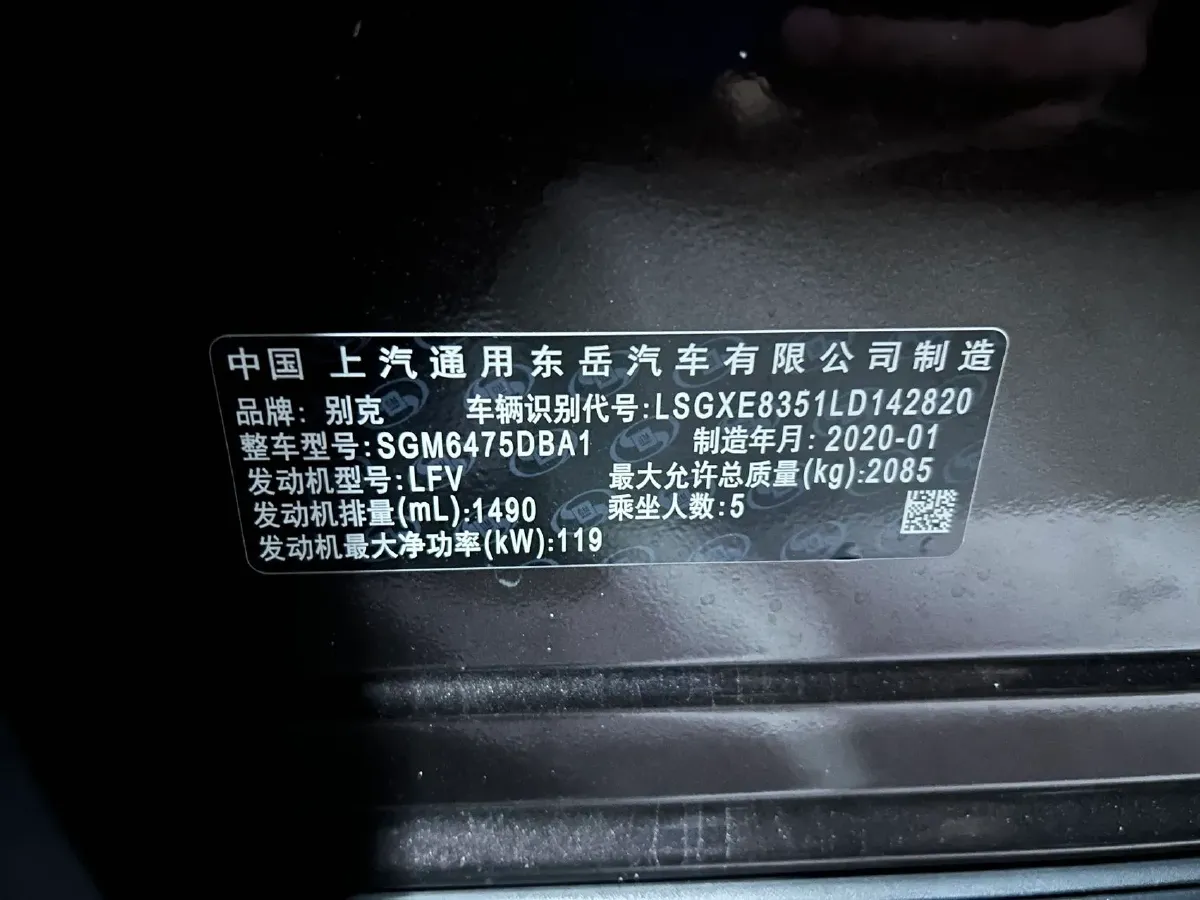 中国 上汽通用东岳汽车有限公司制造
品牌: 别克 车辆识别代号:LSGXE8351LD142820
整车型号:SGM6475DBA1 制造年月: 2020-01
发动机型号:LFV 最大允许总质量(kg):2085
发动机排量(mL):1490 乘坐人数:5
发动机最大净功率(kW):119